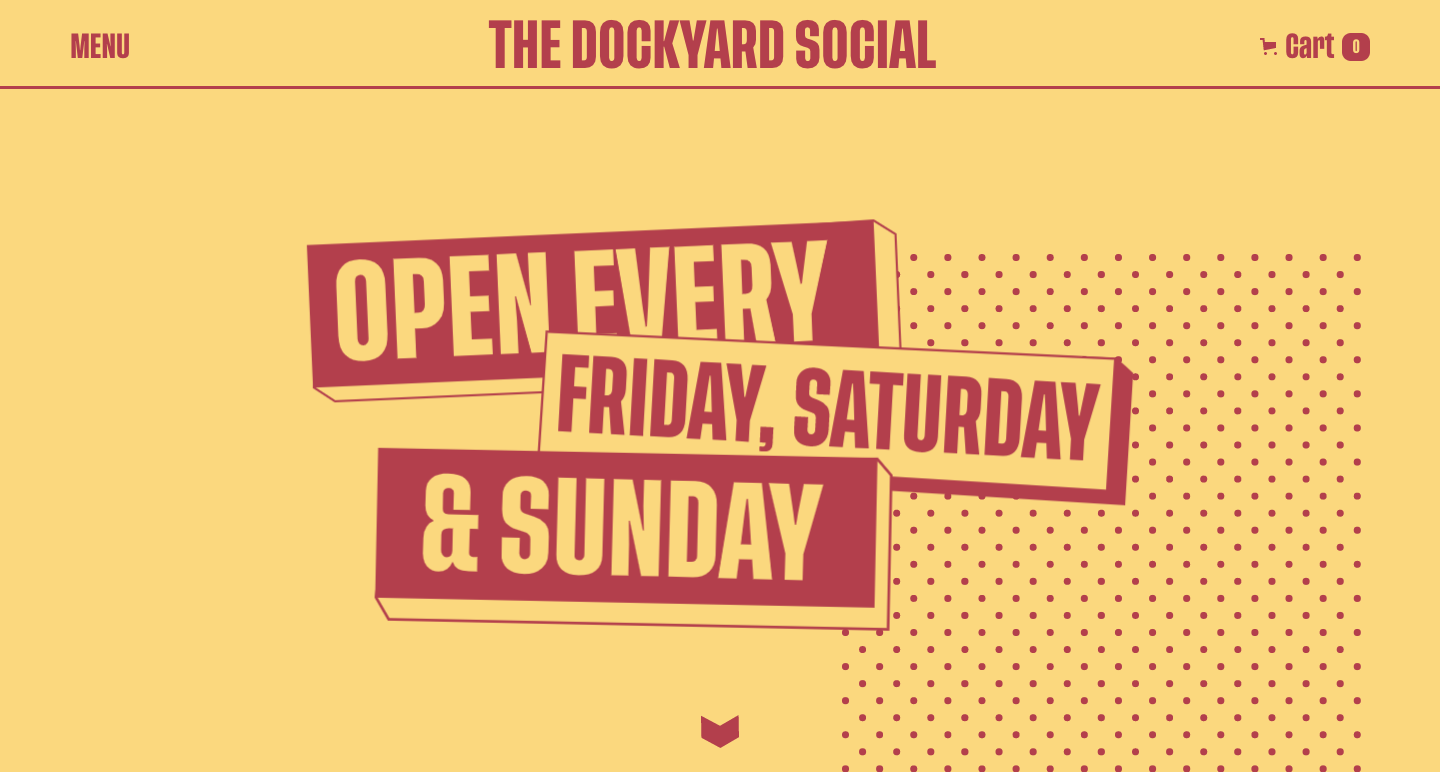 MENU
THE DOCKYARD SOCIAL
Cart 0
OPEN EVERY
FRIDAY, SATURDAY
& SUNDAY